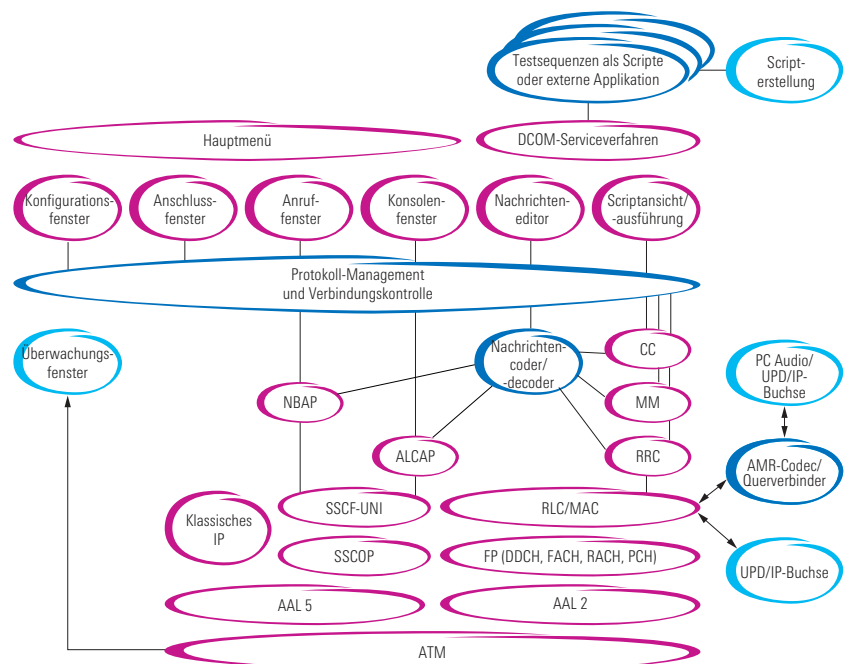 Testsequenzen als Scripte
oder externe Applikation
Script-
erstellung
Hauptmenü
DCOM-Serviceverfahren
Konfigurations-
fenster
Anschluss-
fenster
Anruf-
fenster
Konsolen-
fenster
Nachrichten-
editor
Scriptansicht/
-ausführung
Protokoll-Management
und Verbindungskontrolle
Überwachungs-
fenster
Nachrichten-
coder/
-decoder
CC
PC Audio/
UPD/IP-
Buchse
NBAP
MM
ALCAP
RRC
AMR-Codec/
Querverbinder
Klassisches
IP
SSCF-UNI
RLC/MAC
SSCOP
FP (DDCH, FACH, RACH, PCH)
UPD/IP-Buchse
AAL 5
AAL 2
ATM